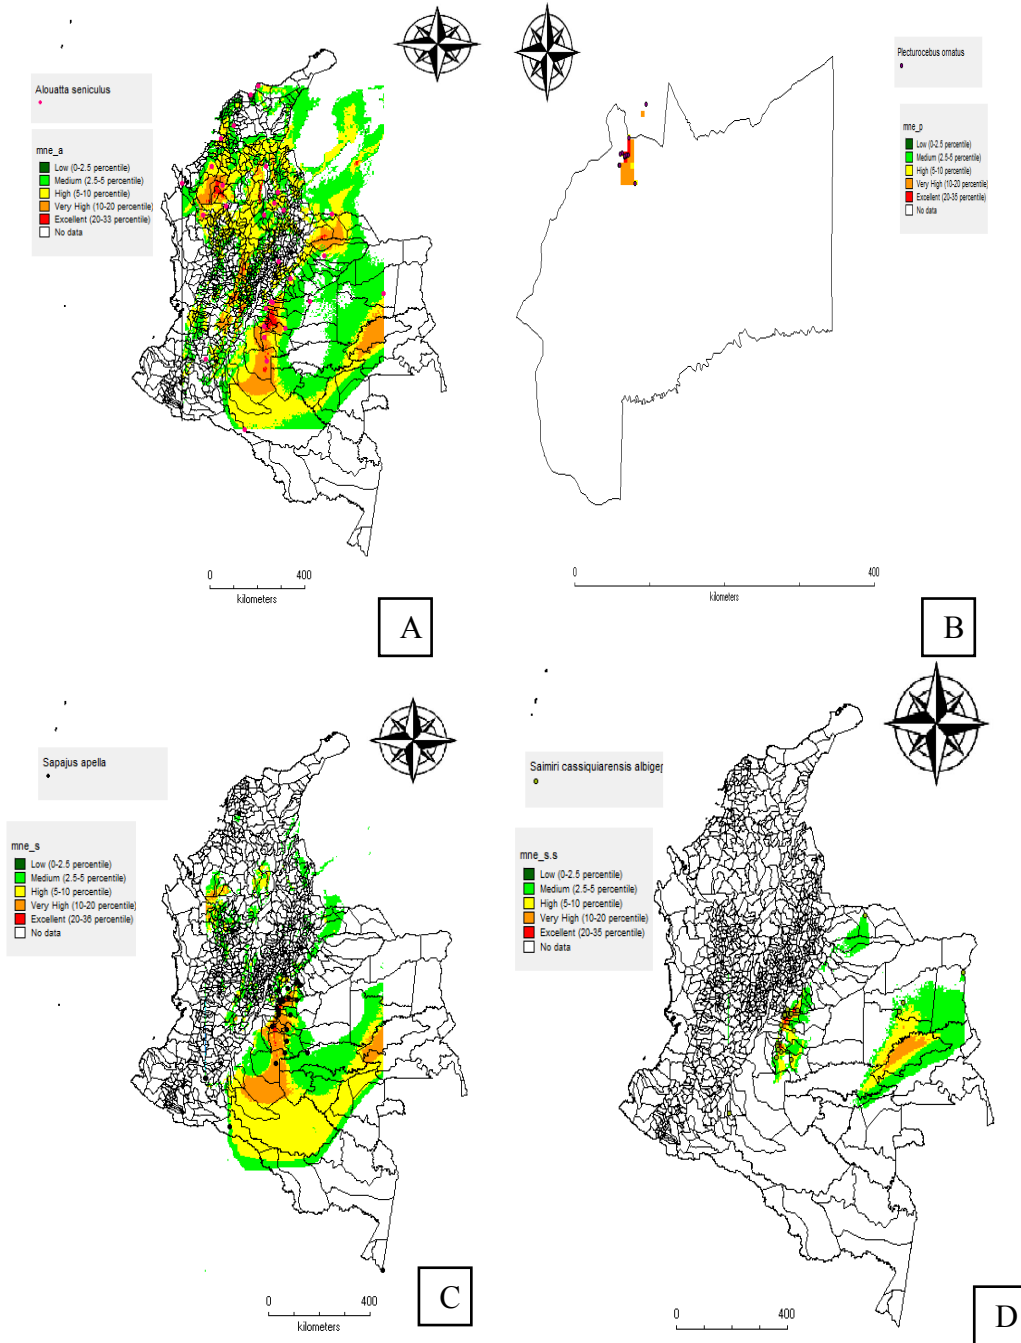 Alouatta seniculus
mne_a
Low (0-2.5 percentile)
Medium (2.5-5 percentile)
High (5-10 percentile)
Very High (10-20 percentile)
Excellent (20-33 percentile)
No data
0 400
kilometers
A
Plecturocebus ornatus
mne_p
Low (0-2.5 percentile)
Medium (2.5-5 percentile)
High (5-10 percentile)
Very High (10-20 percentile)
Excellent (20-35 percentile)
No data
0 400
kilometers
B
Sapajus apella
mne_s
Low (0-2.5 percentile)
Medium (2.5-5 percentile)
High (5-10 percentile)
Very High (10-20 percentile)
Excellent (20-36 percentile)
No data
0 400
kilometers
C
Saimiri cassiquiarensis albiger
mne_s.s
Low (0-2.5 percentile)
Medium (2.5-5 percentile)
High (5-10 percentile)
Very High (10-20 percentile)
Excellent (20-35 percentile)
No data
0 400
D